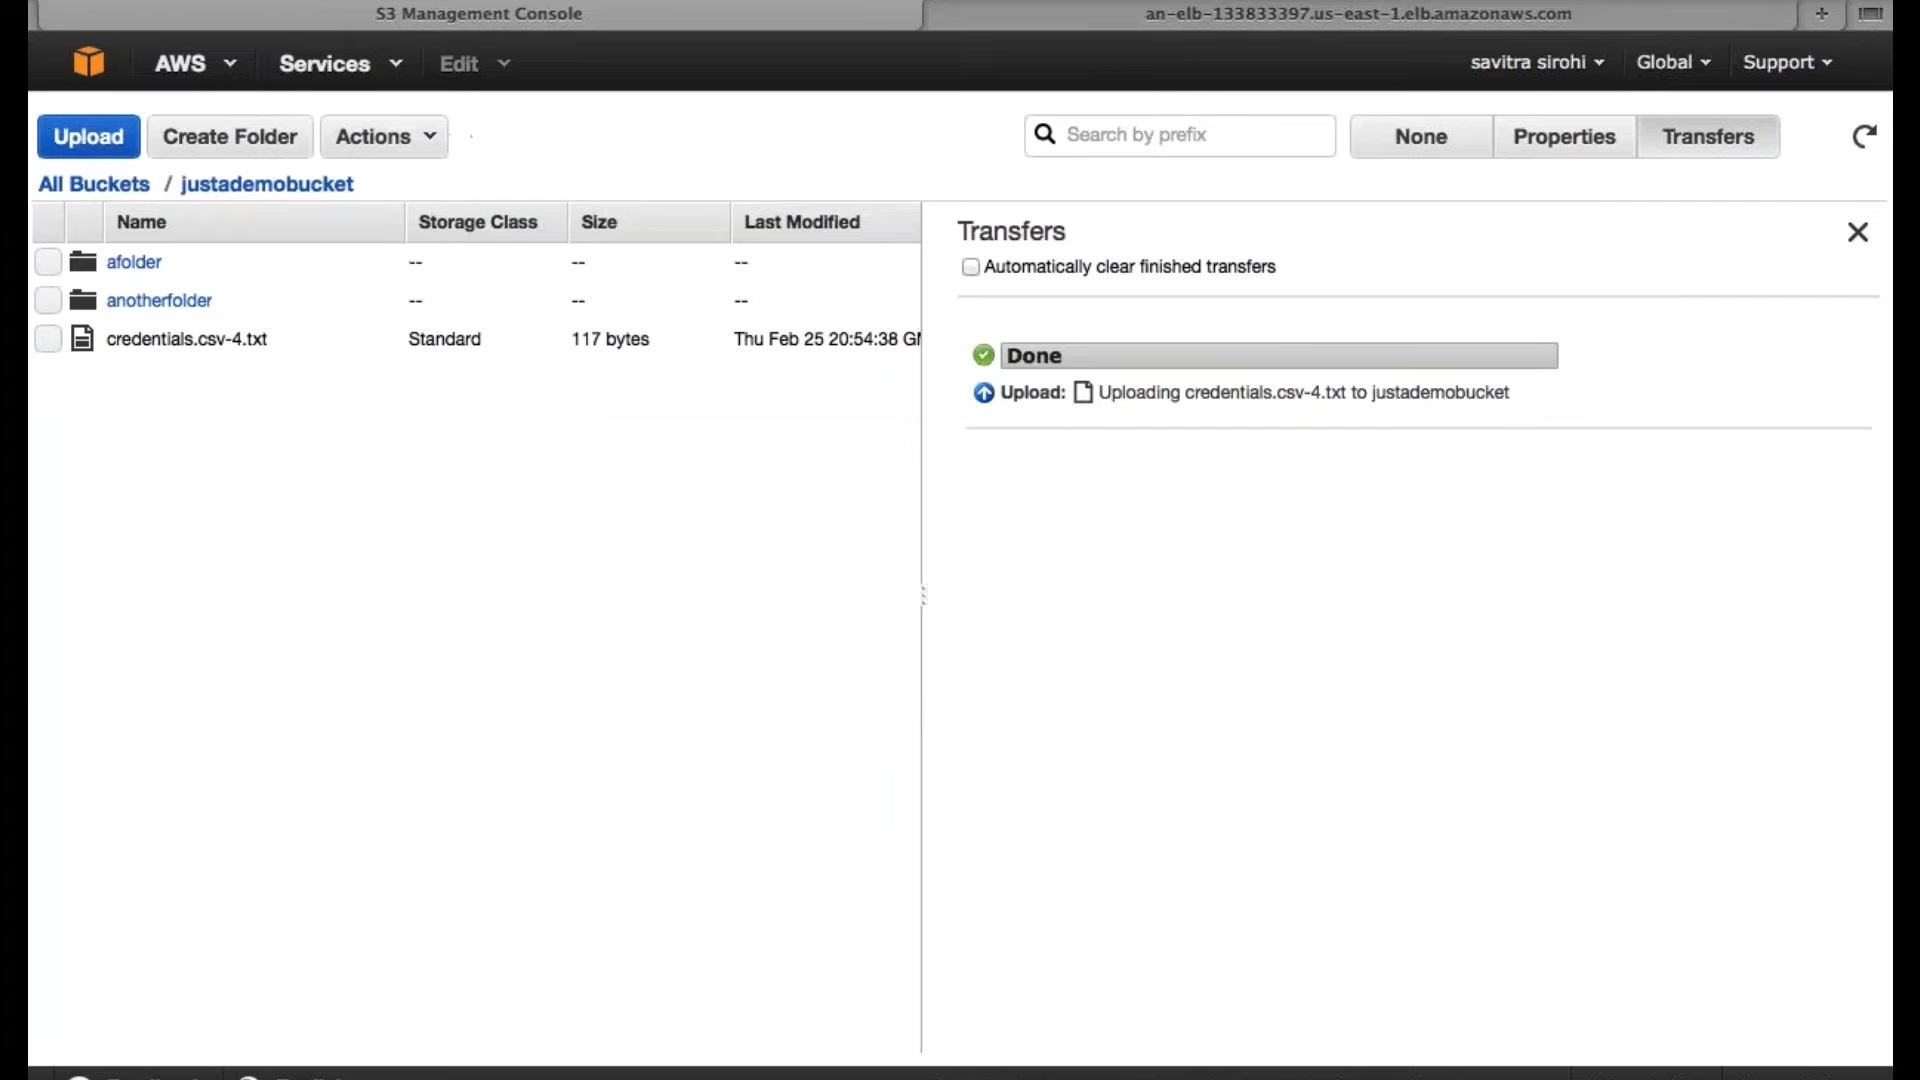 S3 Management Console
an-elb-133833397.us-east-1.elb.amazonaws.com
AWS Services Edit savitra sirohi Global Support
Upload Create Folder Actions Search by prefix None Properties Transfers
All Buckets / justademobucket
Name Storage Class Size Last Modified
afolder -- -- --
anotherfolder -- -- --
credentials.csv-4.txt Standard 117 bytes Thu Feb 25 20:54:38
Transfers
Automatically clear finished transfers
Done
Upload: Uploading credentials.csv-4.txt to justademobucket